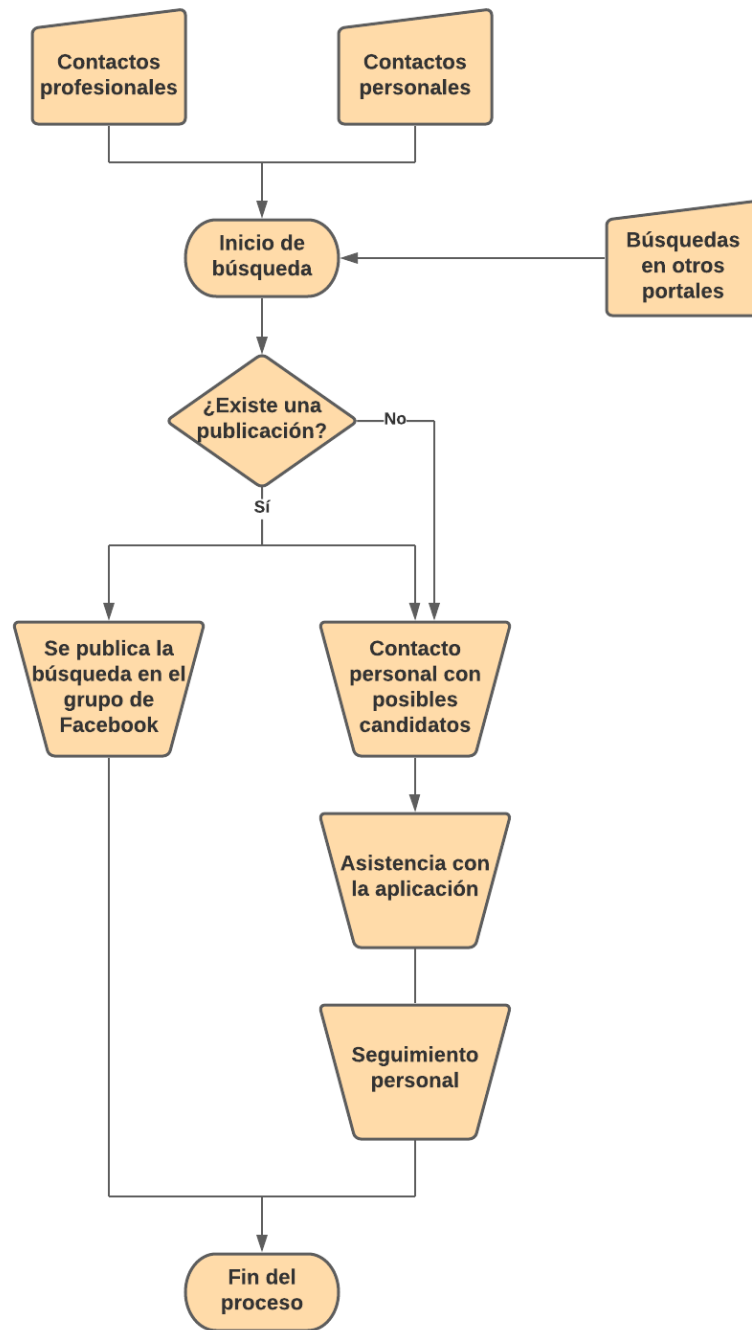 Contactos
profesionales
Contactos
personales
Inicio de
búsqueda
Búsquedas
en otros
portales
¿Existe una
publicación?
No
Sí
Se publica la
búsqueda en el
grupo de
Facebook
Contacto
personal con
posibles
candidatos
Asistencia con
la aplicación
Seguimiento
personal
Fin del
proceso